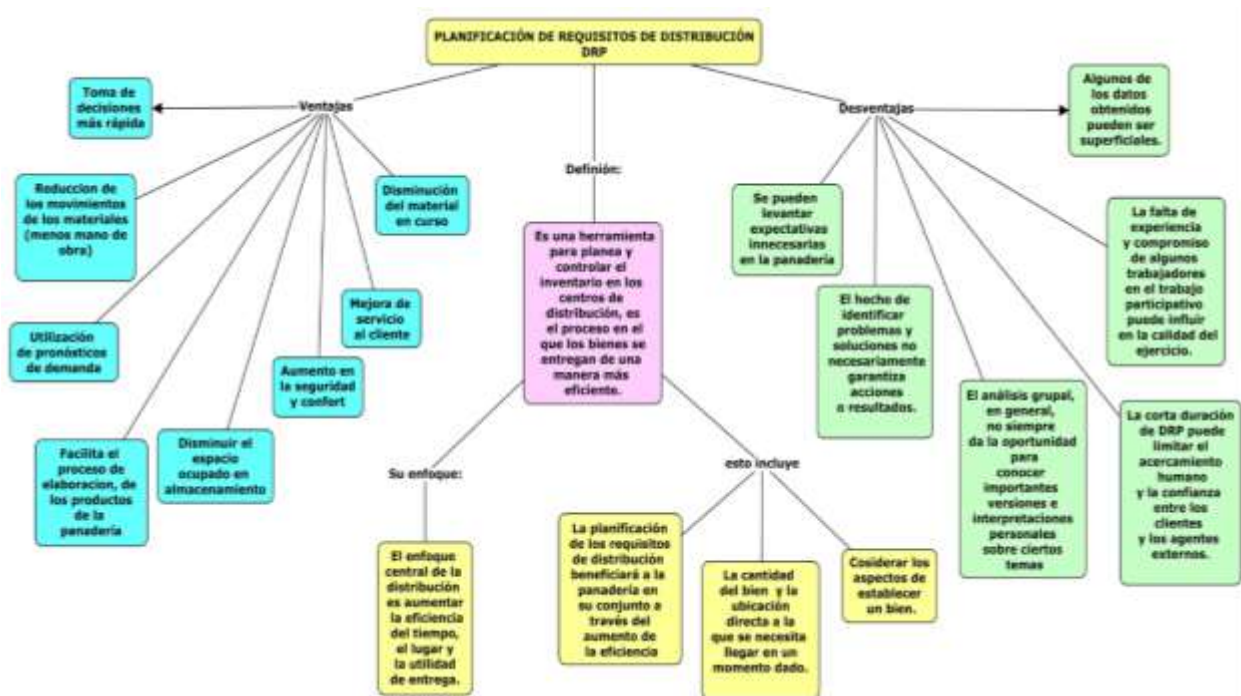 PLANIFICACIÓN DE REQUISITOS DE DISTRIBUCIÓN
DRP
Ventajas
Toma de
decisiones
más rápida
Reduccion de
los movimientos
de los materiales
(menos mano de
obra)
Utilización
de pronósticos
de demanda
Facilita el
proceso de
elaboracion, de
los productos
de la
panadería
Disminuir el
espacio
ocupado en
almacenamiento
Aumento en
la seguridad
y confort
Mejora de
servicio
al cliente
Disminución
del material
en curso
Definión:
Es una herramienta
para planea y
controlar el
inventario en los
centros de
distribución, es
el proceso en el
que los bienes se
entregan de una
manera más
eficiente.
Su enfoque:
El enfoque
central de la
distribución
es aumentar
la eficiencia
del tiempo,
el lugar y
la utilidad
de entrega.
esto incluye
La planificación
de los requisitos
de distribución
beneficiará a la
panadería en
su conjunto a
través del
aumento de
la eficiencia
La cantidad
del bien y la
ubicación
directa a la
que se necesita
llegar en un
momento dado.
Cosiderar los
aspectos de
establecer
un bien.
Desventajas
Algunos de
los datos
obtenidos
pueden ser
superficiales.
Se pueden
levantar
expectativas
innecesarias
en la panadería
El hecho de
identificar
problemas y
soluciones no
necesariamente
garantiza
acciones
o resultados.
El análisis grupal,
en general,
no siempre
da la oportunidad
para
conocer
importantes
versiones e
interpretaciones
personales
sobre ciertos
temas
La falta de
experiencia
y compromiso
de algunos
trabajadores
en el trabajo
participativo
puede influir
en la calidad del
ejercicio.
La corta duración
de DRP puede
limitar el
acercamiento
humano
y la confianza
entre los
clientes
y los agentes
externos.